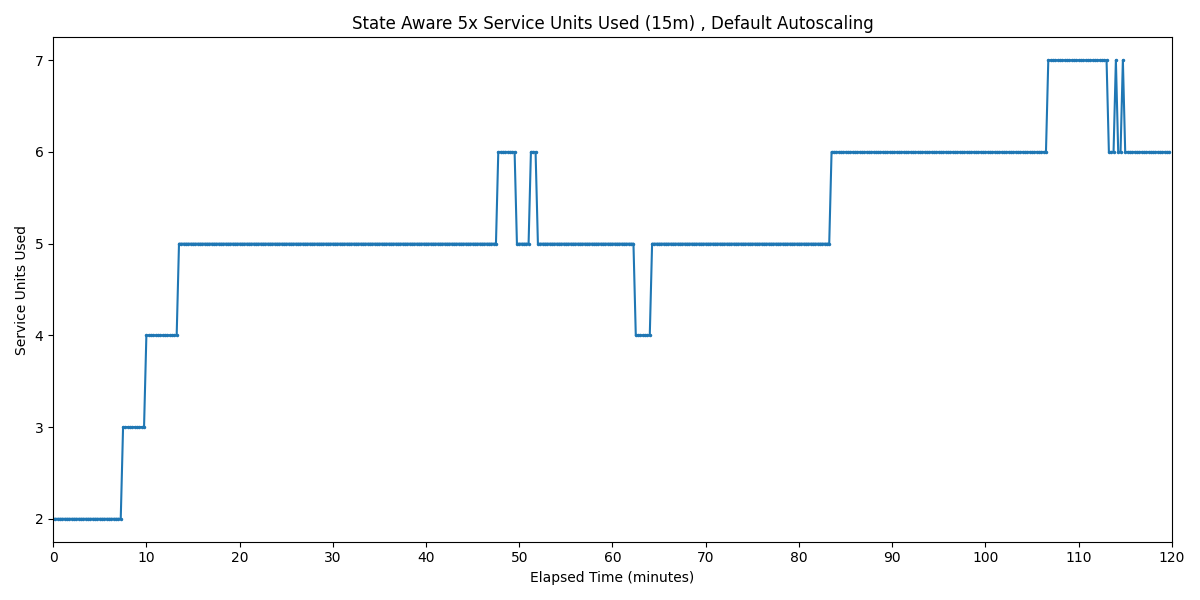 State Aware 5x Service Units Used (15m) , Default Autoscaling
7
6
5
4
3
2
Service Units Used
0 10 20 30 40 50 60 70 80 90 100 110 120
Elapsed Time (minutes)